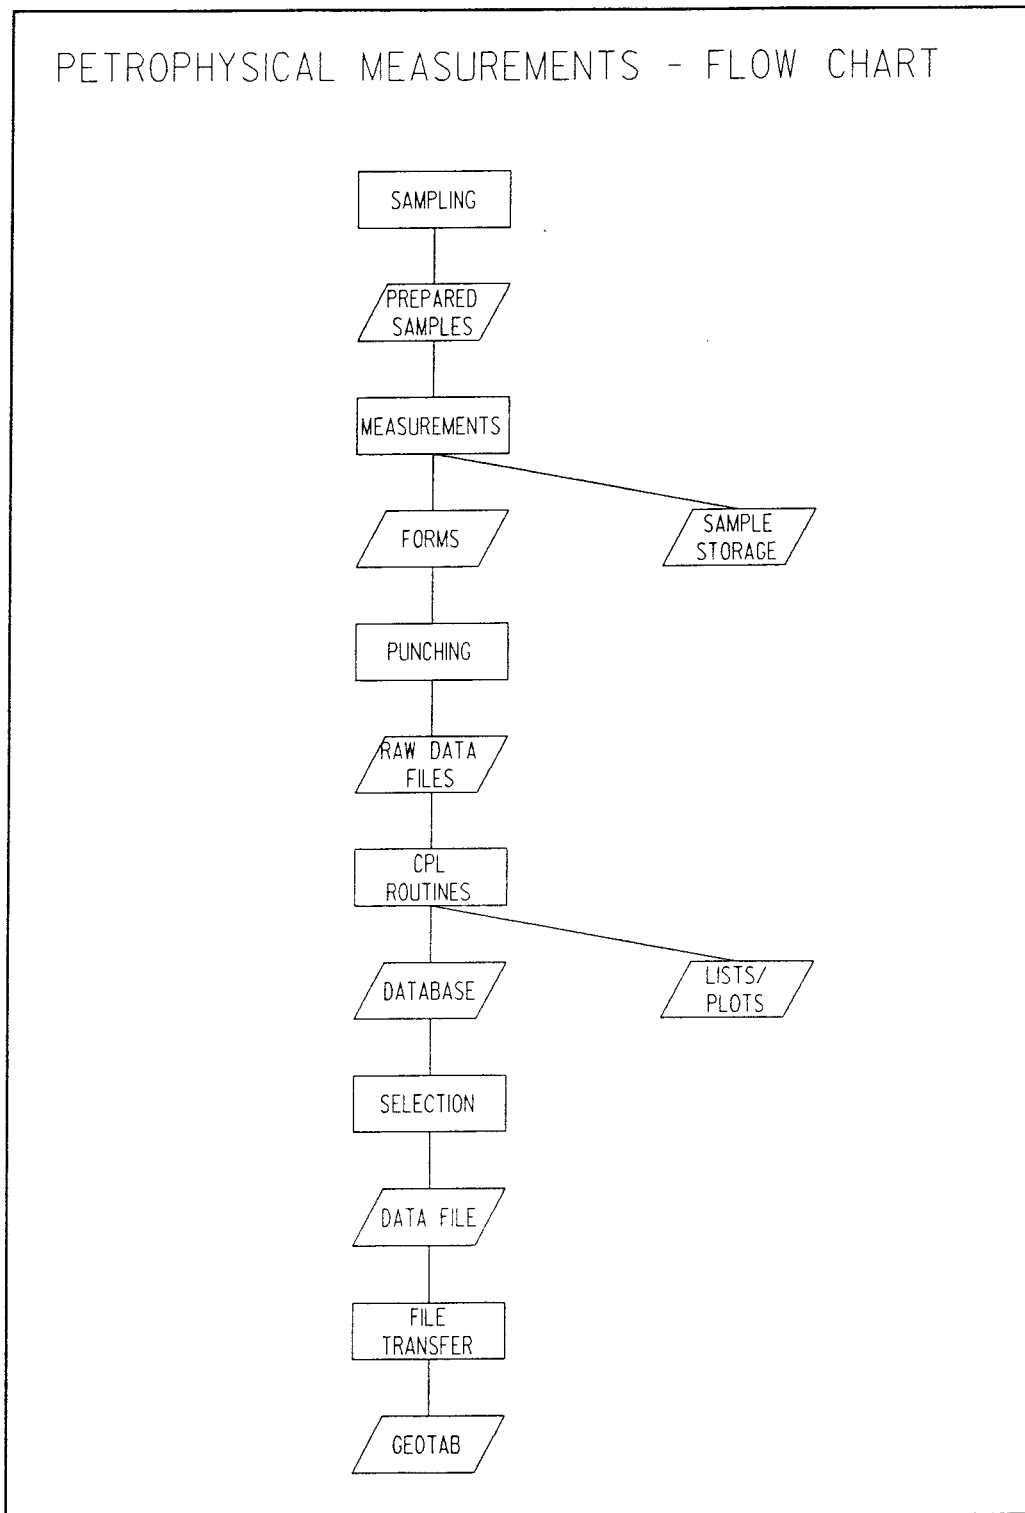 PETROPHYSICAL MEASUREMENTS - FLOW CHART
SAMPLING
PREPARED
SAMPLES
MEASUREMENTS
FORMS
SAMPLE
STORAGE
PUNCHING
RAW DATA
FILES
CPL
ROUTINES
DATABASE
LISTS/
PLOTS
SELECTION
DATA FILE
FILE
TRANSFER
GEOTAB